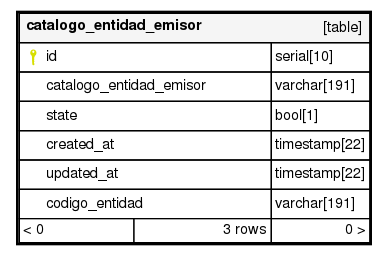 catalogo_entidad_emisor [table]
id serial[10]
catalogo_entidad_emisor varchar[191]
state bool[1]
created_at timestamp[22]
updated_at timestamp[22]
codigo_entidad varchar[191]
< 0 3 rows 0 >